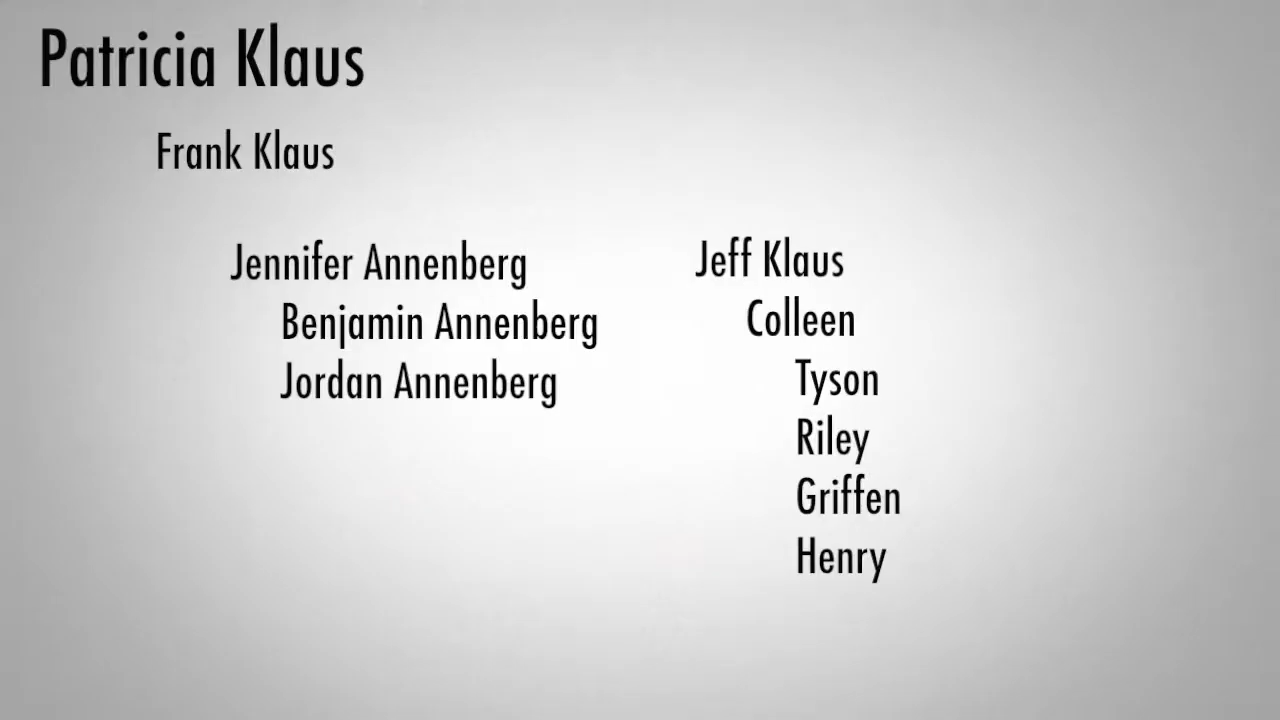 Patricia Klaus
Frank Klaus
Jennifer Annenberg
Benjamin Annenberg
Jordan Annenberg
Jeff Klaus
Colleen
Tyson
Riley
Griffen
Henry